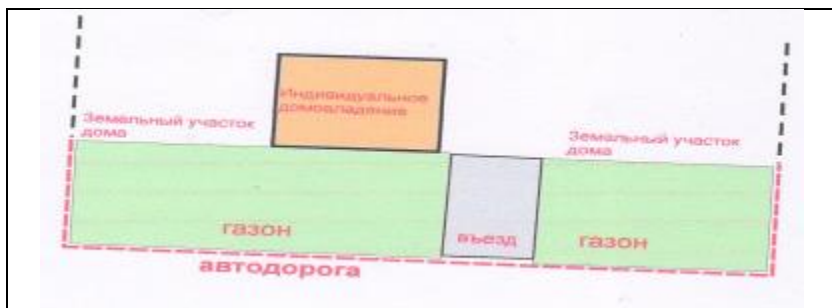 Индивидуальное
домовладение
Земельный участок
дома
Земельный участок
дома
газон
въезд
газон
автодорога